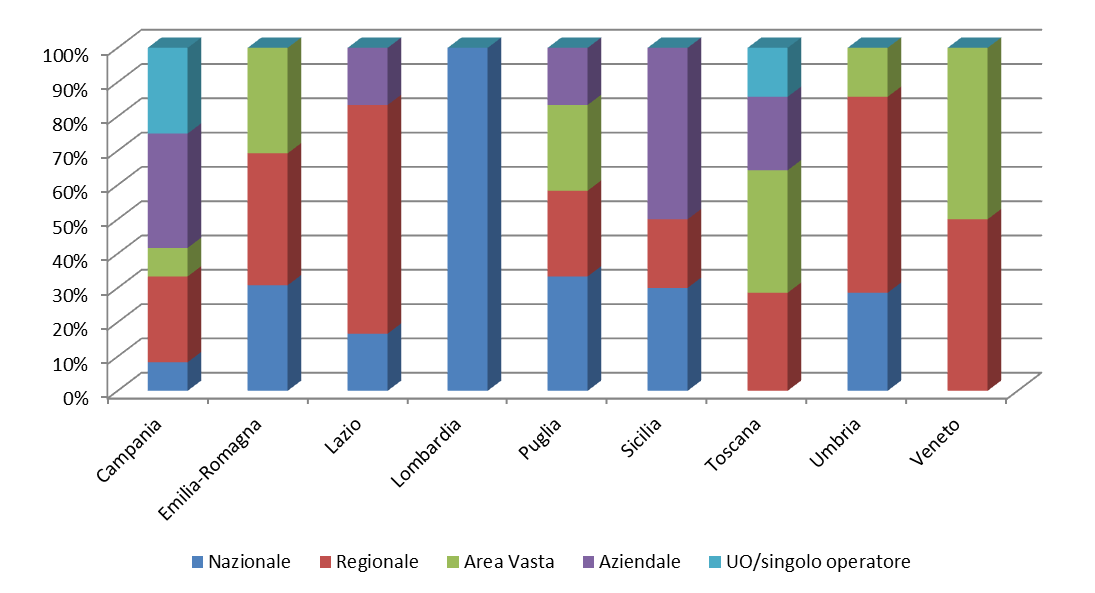 100%
90%
80%
70%
60%
50%
40%
30%
20%
10%
0%
Campania
Emilia-Romagna
Lazio
Lombardia
Puglia
Sicilia
Toscana
Umbria
Veneto
Nazionale Regionale Area Vasta Aziendale UO/singolo operatore